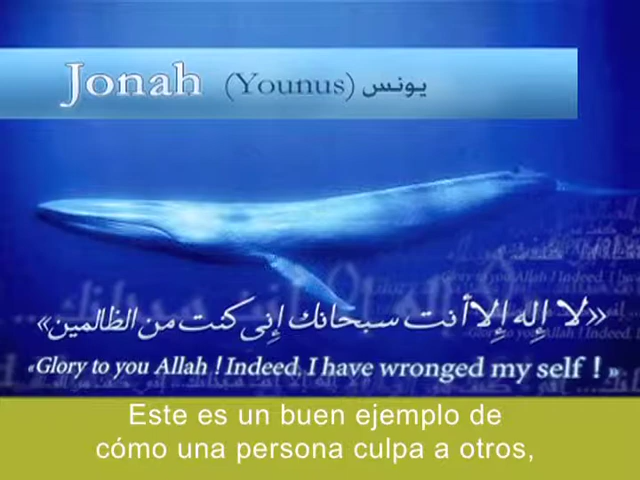 Jonah (Younus) يونس
«لا إله إلا أنت سبحانك إنى كنت من الظالمين»
«Glory to you Allah ! Indeed, I have wronged my self ! »
Este es un buen ejemplo de
cómo una persona culpa a otros,